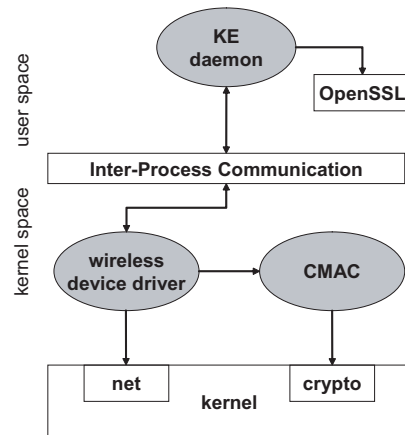 KE
daemon
OpenSSL
user space
Inter-Process Communication
kernel space
wireless
device driver
CMAC
net
crypto
kernel